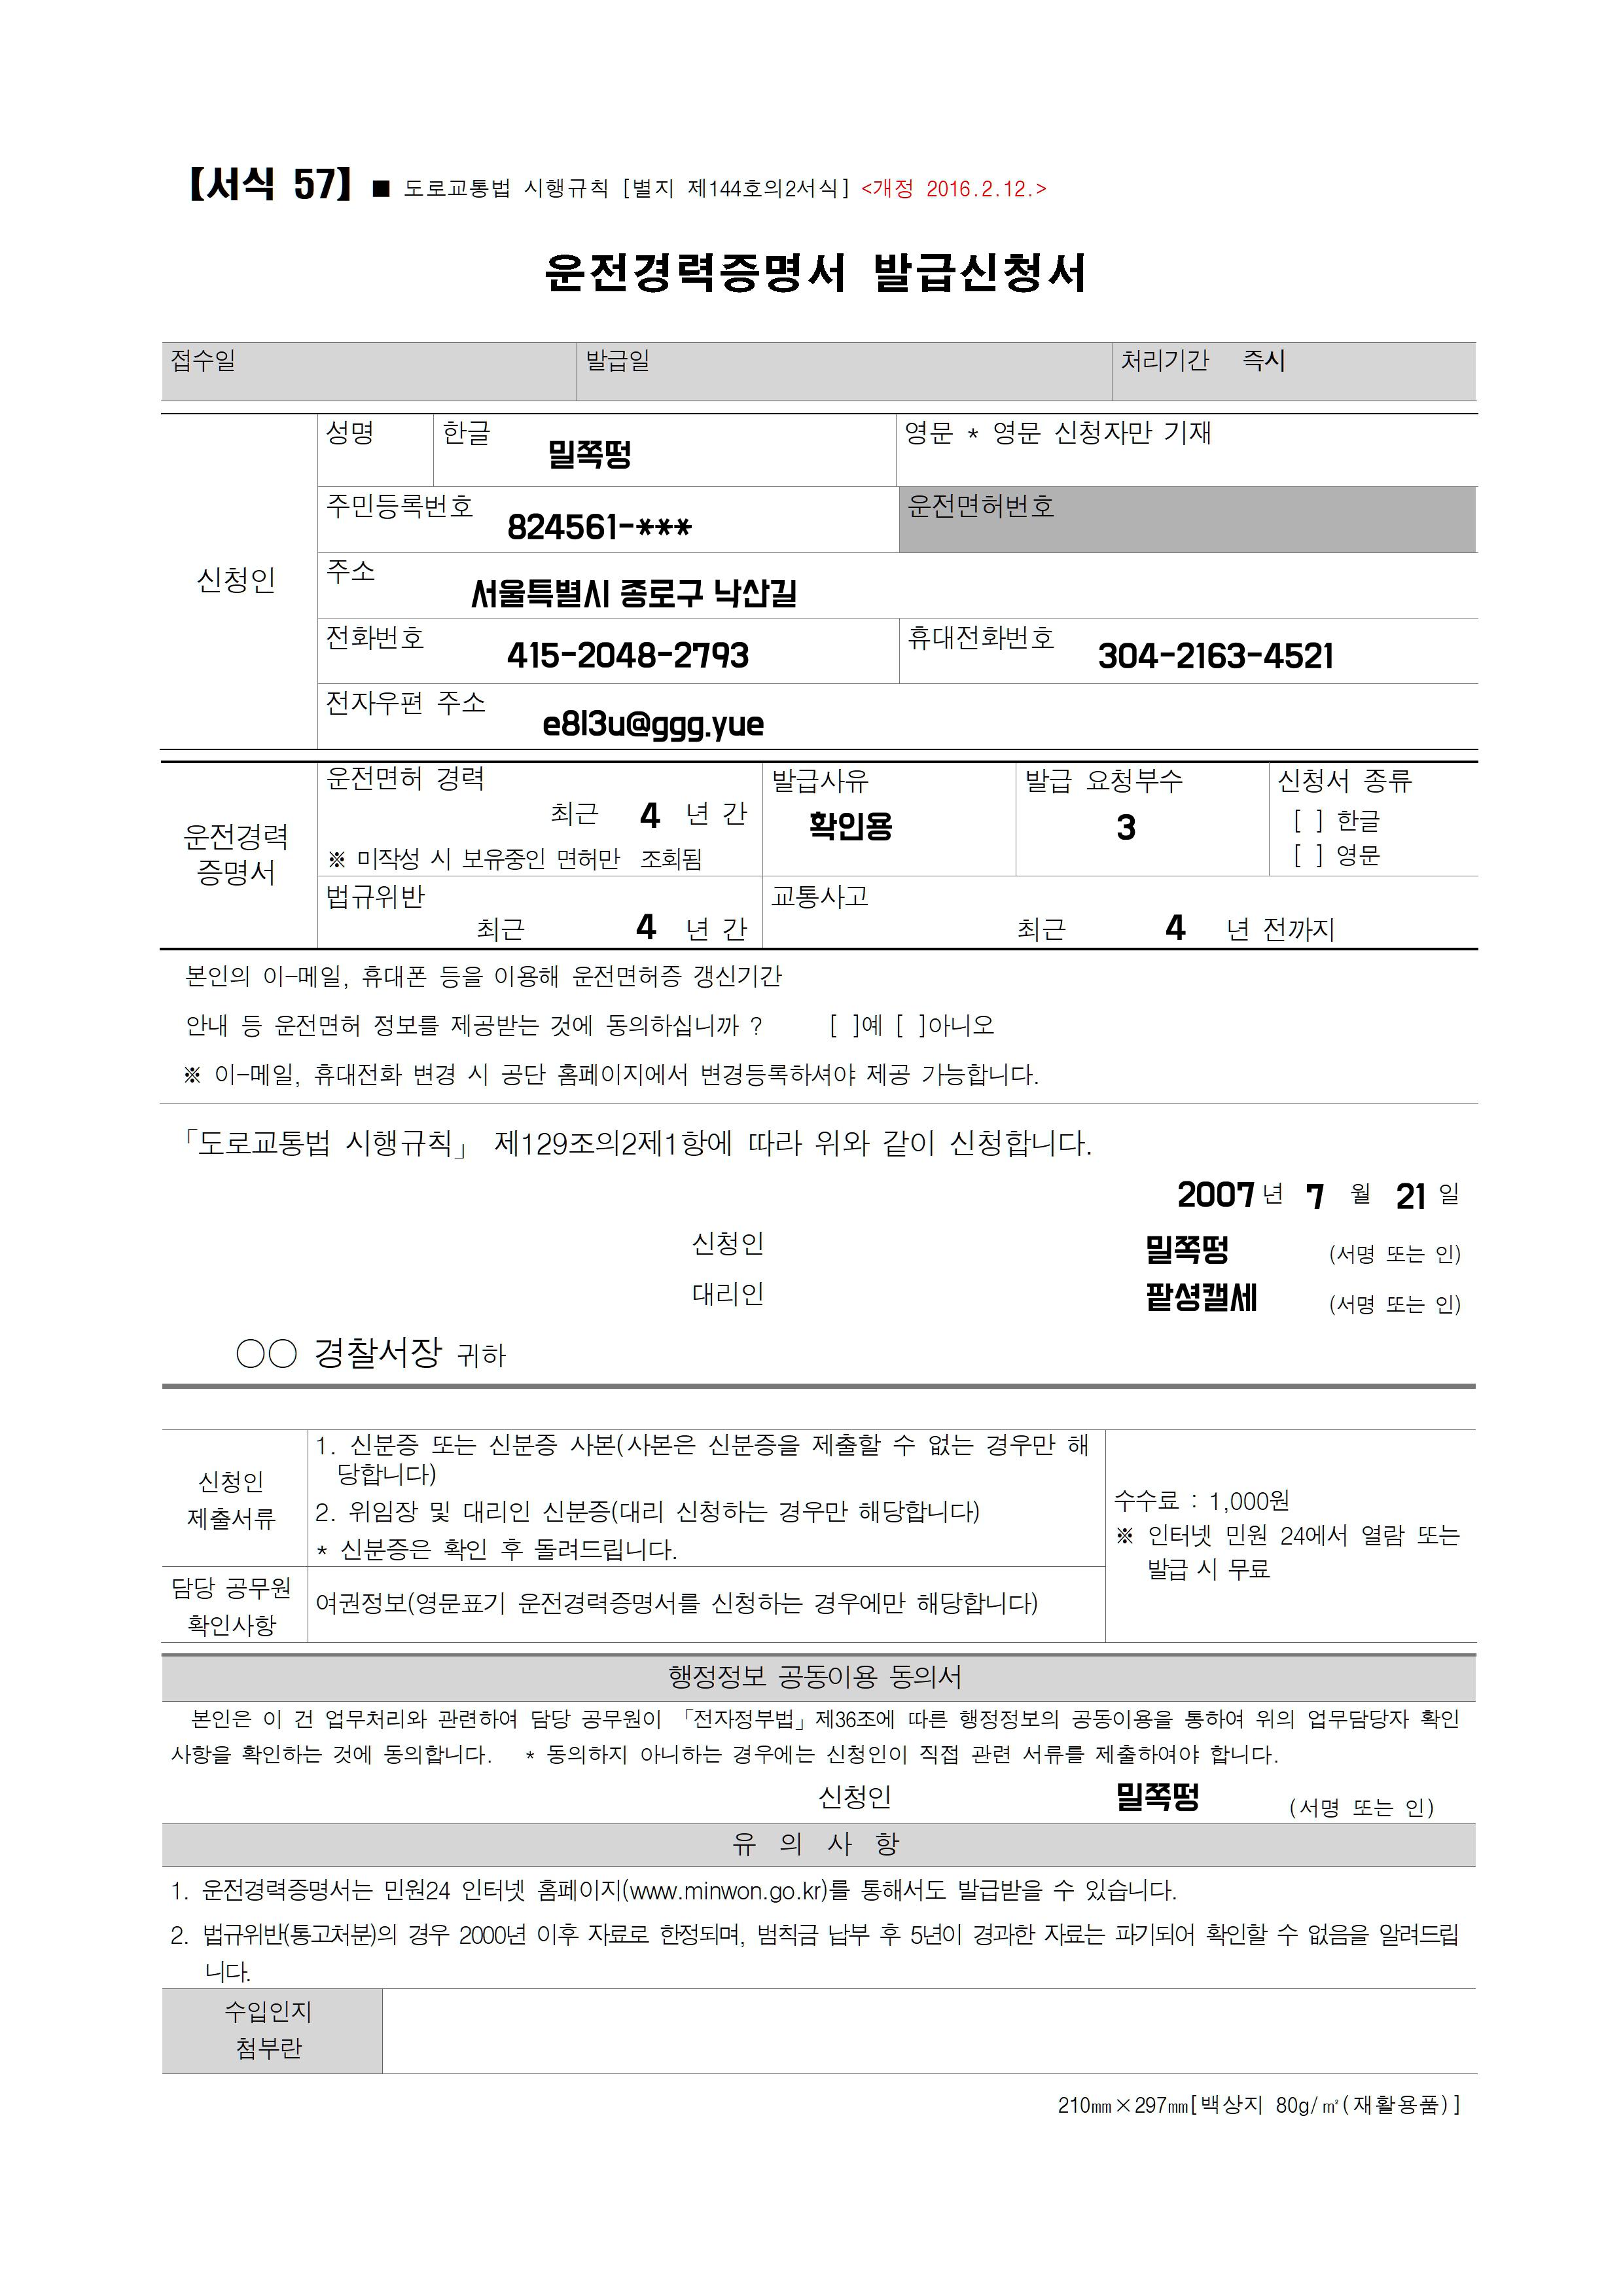 【서식 57】 ■ 도로교통법 시행규칙 [별지 제144호의2서식] <개정 2016.2.12.>
운전경력증명서 발급신청서
접수일 발급일 처리기간 즉시
성명 한글 밀쪽떵 영문 * 영문 신청자만 기재
주민등록번호 824561-*** 운전면허번호
신청인
주소 서울특별시 종로구 낙산길
전화번호 415-2048-2793 휴대전화번호 304-2163-4521
전자우편 주소 e8l3u@ggg.yue
운전면허 경력 발급사유 발급 요청부수 신청서 종류
최근 4 년 간 확인용 3 [ ] 한글
※ 미작성 시 보유중인 면허만 조회됨 [ ] 영문
운전경력
증명서
법규위반 교통사고
최근 4 년 간 최근 4 년 전까지
본인의 이-메일, 휴대폰 등을 이용해 운전면허증 갱신기간
안내 등 운전면허 정보를 제공받는 것에 동의하십니까 ? [ ]예 [ ]아니오
※ 이-메일, 휴대전화 변경 시 공단 홈페이지에서 변경등록하셔야 제공 가능합니다.
「도로교통법 시행규칙」 제129조의2제1항에 따라 위와 같이 신청합니다.
2007 년 7 월 21 일
신청인 밀쪽떵 (서명 또는 인)
대리인 팥셩캘세 (서명 또는 인)
○○ 경찰서장 귀하
신청인
제출서류
1. 신분증 또는 신분증 사본(사본은 신분증을 제출할 수 없는 경우만 해
당합니다)
2. 위임장 및 대리인 신분증(대리 신청하는 경우만 해당합니다)
* 신분증은 확인 후 돌려드립니다.
수수료 : 1,000원
※ 인터넷 민원 24에서 열람 또는
발급 시 무료
담당 공무원
확인사항
여권정보(영문표기 운전경력증명서를 신청하는 경우에만 해당합니다)
행정정보 공동이용 동의서
본인은 이 건 업무처리와 관련하여 담당 공무원이 「전자정부법」제36조에 따른 행정정보의 공동이용을 통하여 위의 업무담당자 확인
사항을 확인하는 것에 동의합니다. * 동의하지 아니하는 경우에는 신청인이 직접 관련 서류를 제출하여야 합니다.
신청인 밀쪽떵 (서명 또는 인)
유 의 사 항
1. 운전경력증명서는 민원24 인터넷 홈페이지(www.minwon.go.kr)를 통해서도 발급받을 수 있습니다.
2. 법규위반(통고처분)의 경우 2000년 이후 자료로 한정되며, 범칙금 납부 후 5년이 경과한 자료는 파기되어 확인할 수 없음을 알려드립
니다.
수입인지
첨부란
210㎜×297㎜[백상지 80g/㎡(재활용품)]